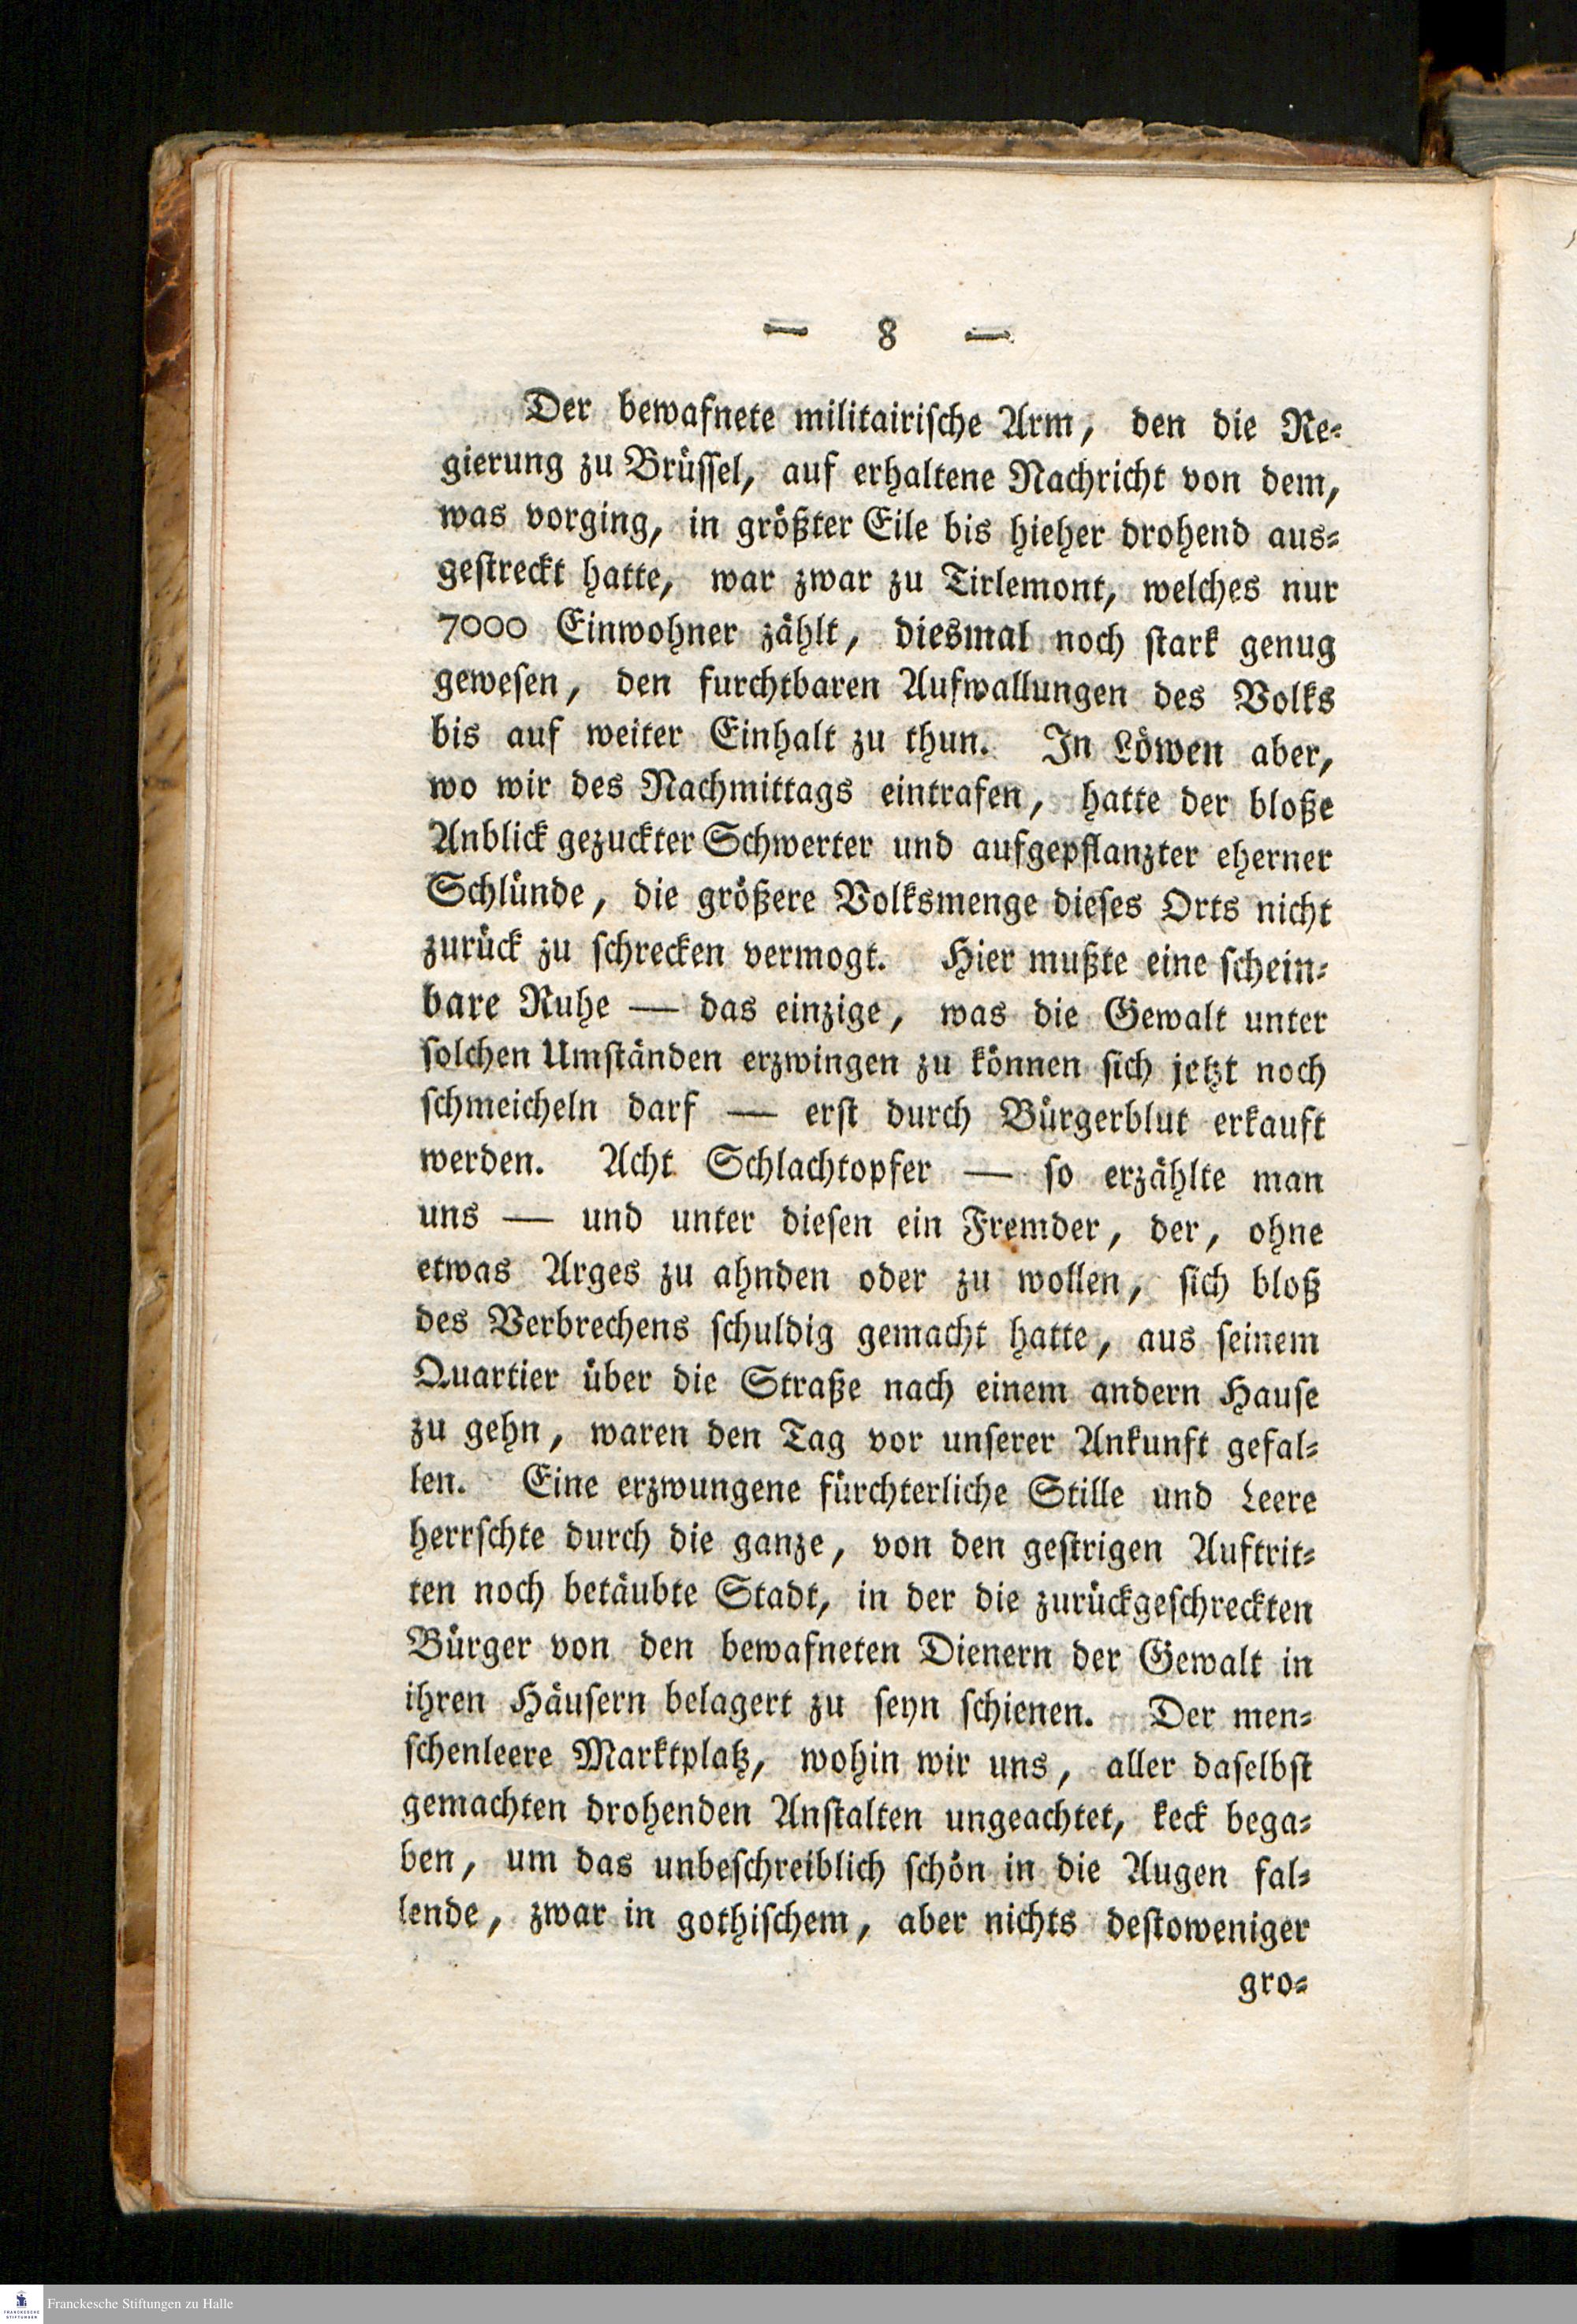 — 8 —
Der bewafnete militairiſche Arm, den die Re⸗
gierung zu Brüſſel, auf erhaltene Nachricht von dem,
was vorging, in größter Eile bis hieher drohend aus⸗
geſtreckt hatte, war zwar zu Tirlemont, welches nur
7000 Einwohner zählt, diesmal noch ſtark genug
geweſen, den furchtbaren Aufwallungen des Volks
bis auf weiter Einhalt zu thun. In Löwen aber,
wo wir des Nachmittags eintrafen, hatte der bloße
Anblick gezuckter Schwerter und aufgepflanzter eherner
Schlünde, die größere Volksmenge dieſes Orts nicht
zurück zu ſchrecken vermogt. Hier mußte eine ſchein⸗
bare Ruhe — das einzige, was die Gewalt unter
ſolchen Umſtänden erzwingen zu können ſich jetzt noch
ſchmeicheln darf — erſt durch Bürgerblut erkauft
werden. Acht Schlachtopfer — ſo erzählte man
uns — und unter dieſen ein Fremder, der, ohne
etwas Arges zu ahnden oder zu wollen, ſich bloß
des Verbrechens ſchuldig gemacht hatte, aus ſeinem
Quartier über die Straße nach einem andern Hauſe
zu gehn, waren den Tag vor unſerer Ankunft gefal⸗
len. Eine erzwungene fürchterliche Stille und Leere
herrſchte durch die ganze, von den geſtrigen Auftrit⸗
ten noch betäubte Stadt, in der die zurückgeſchreckten
Bürger von den bewafneten Dienern der Gewalt in
ihren Häuſern belagert zu ſeyn ſchienen. Der men⸗
ſchenleere Marktplatz, wohin wir uns, aller daſelbſt
gemachten drohenden Anſtalten ungeachtet, keck bega⸗
ben, um das unbeſchreiblich ſchön in die Augen fal⸗
lende, zwar in gothiſchem, aber nichts deſtoweniger
gro⸗
FRANCKESCHE
STIFTUNGEN
Franckesche Stiftungen zu Halle